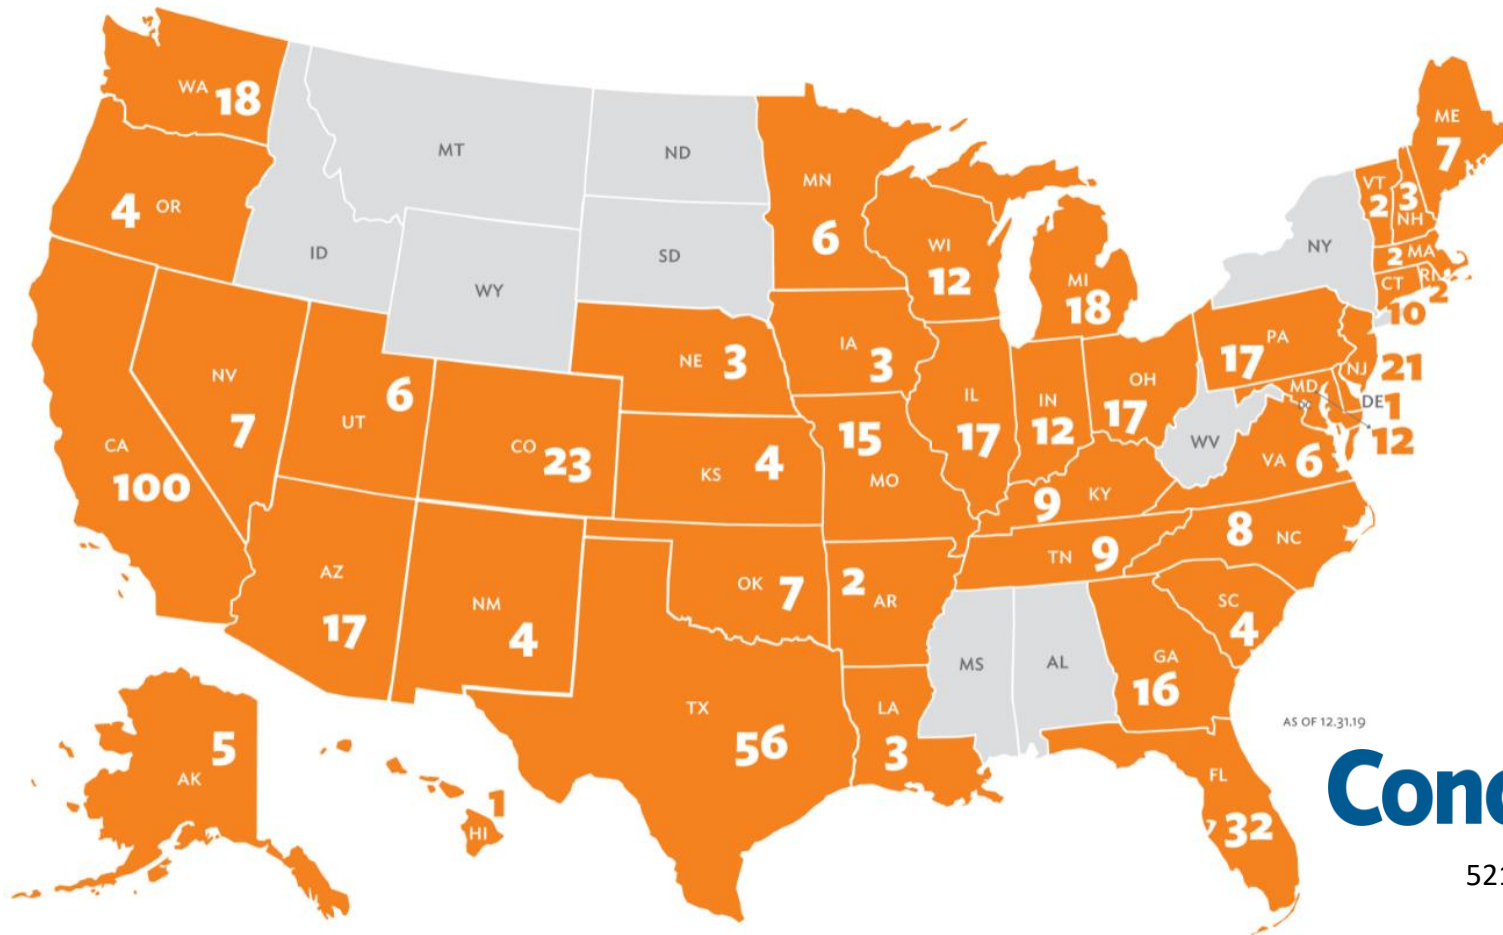 WA 18
MT
ND
MN
6
ME
7
4 OR
ID
WY
SD
WI
12
MI
18
NY
VT
2
3
NH
2 MA
CT
RI
2
10
NV
7
UT
6
NE 3
IA
3
IL
17
IN
12
OH
17
PA
17
NJ 21
MD
DE 1
12
CA
100
CO 23
KS 4
15
MO
WV
VA 6
9 KY
AZ
17
NM
4
OK 7
2
AR
TN 9
8 NC
SC
4
TX
56
LA
3
MS
AL
GA
16
AS OF 12.31.19
AK
5
HI
1
FL
32